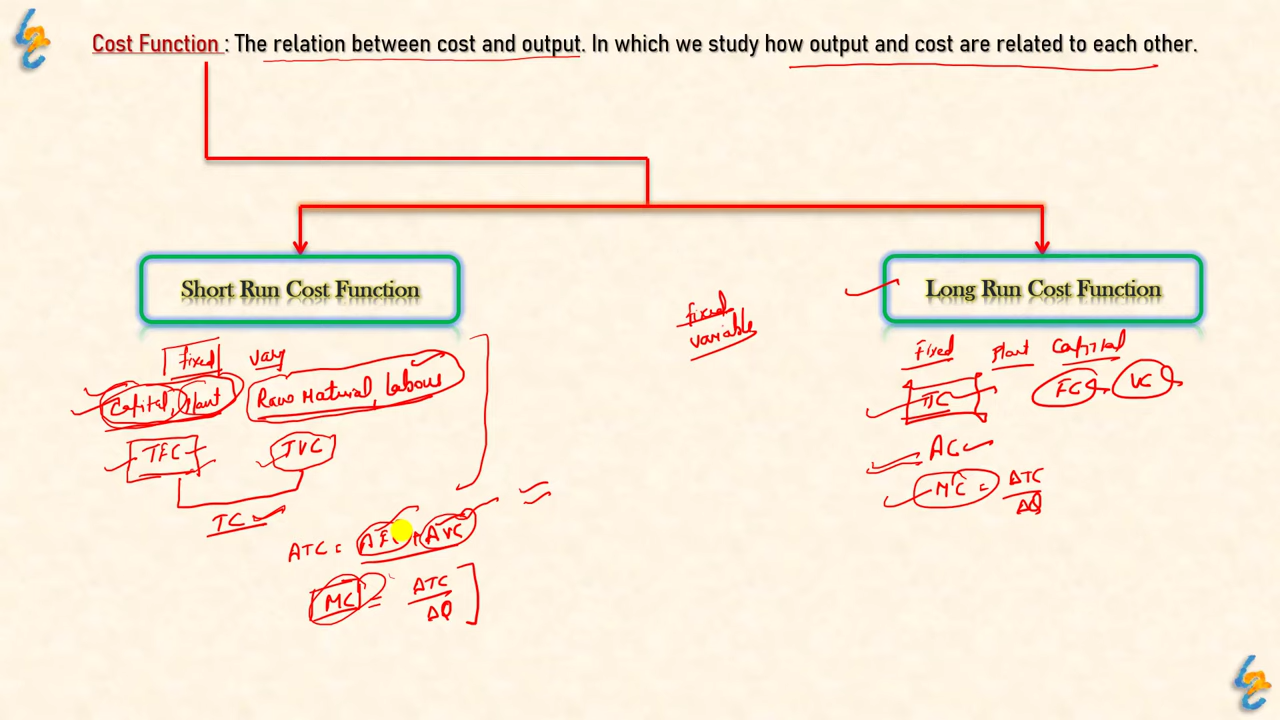 Cost Function : The relation between cost and output. In which we study how output and cost are related to each other.
Short Run Cost Function
Long Run Cost Function
fixed
variable
Fixed Vary
Capital, Plant Raw Material, Labour
TFC TVC
TC
ATC = AFC + AVC
MC = ΔTC
ΔQ
Fixed Plant Capital
TC FC VC
AC
MC = ΔTC
ΔQ